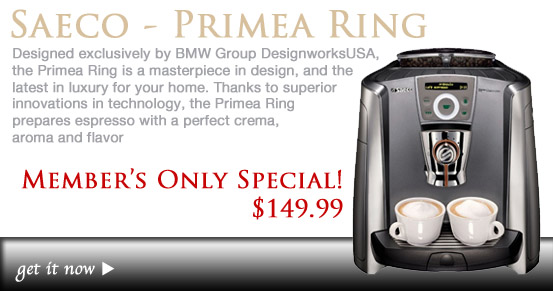 Saeco - Primea Ring
Designed exclusively by BMW Group DesignworksUSA,
the Primea Ring is a masterpiece in design, and the
latest in luxury for your home. Thanks to superior
innovations in technology, the Primea Ring
prepares espresso with a perfect crema,
aroma and flavor
Member's Only Special!
$149.99
get it now